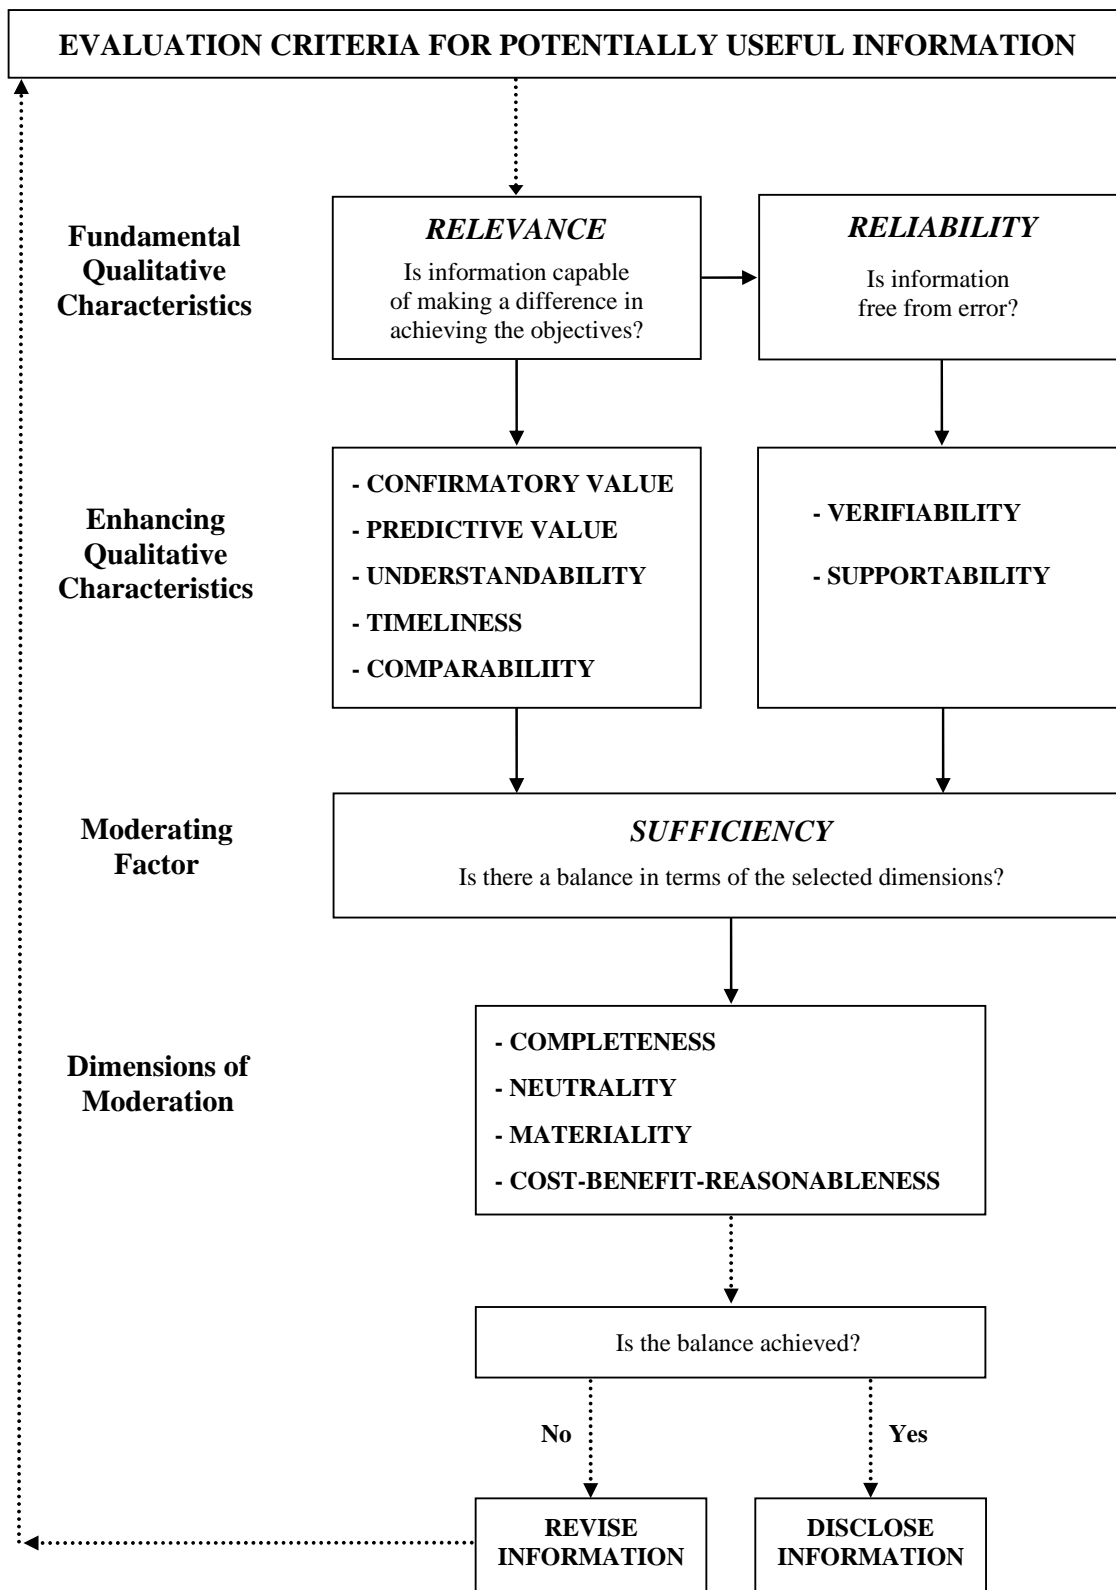 EVALUATION CRITERIA FOR POTENTIALLY USEFUL INFORMATION
Fundamental
Qualitative
Characteristics
RELEVANCE
Is information capable
of making a difference in
achieving the objectives?
RELIABILITY
Is information
free from error?
Enhancing
Qualitative
Characteristics
- CONFIRMATORY VALUE
- PREDICTIVE VALUE
- UNDERSTANDABILITY
- TIMELINESS
- COMPARABILIITY
- VERIFIABILITY
- SUPPORTABILITY
Moderating
Factor
SUFFICIENCY
Is there a balance in terms of the selected dimensions?
Dimensions of
Moderation
- COMPLETENESS
- NEUTRALITY
- MATERIALITY
- COST-BENEFIT-REASONABLENESS
Is the balance achieved?
No
Yes
REVISE
INFORMATION
DISCLOSE
INFORMATION